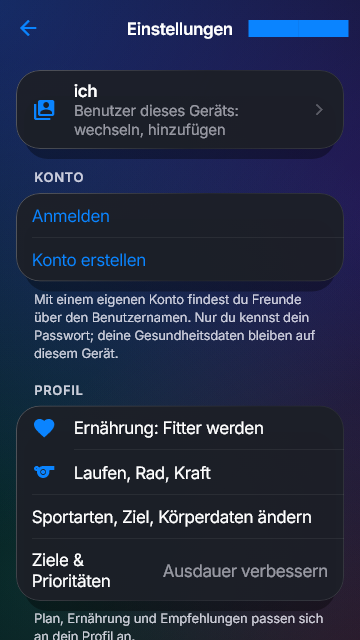 Einstellungen
ich
Benutzer dieses Geräts:
wechseln, hinzufügen
KONTO
Anmelden
Konto erstellen
Mit einem eigenen Konto findest du Freunde
über den Benutzernamen. Nur du kennst dein
Passwort; deine Gesundheitsdaten bleiben auf
diesem Gerät.
PROFIL
Ernährung: Fitter werden
Laufen, Rad, Kraft
Sportarten, Ziel, Körperdaten ändern
Ziele &
Prioritäten
Ausdauer verbessern
Plan, Ernährung und Empfehlungen passen sich
an dein Profil an.